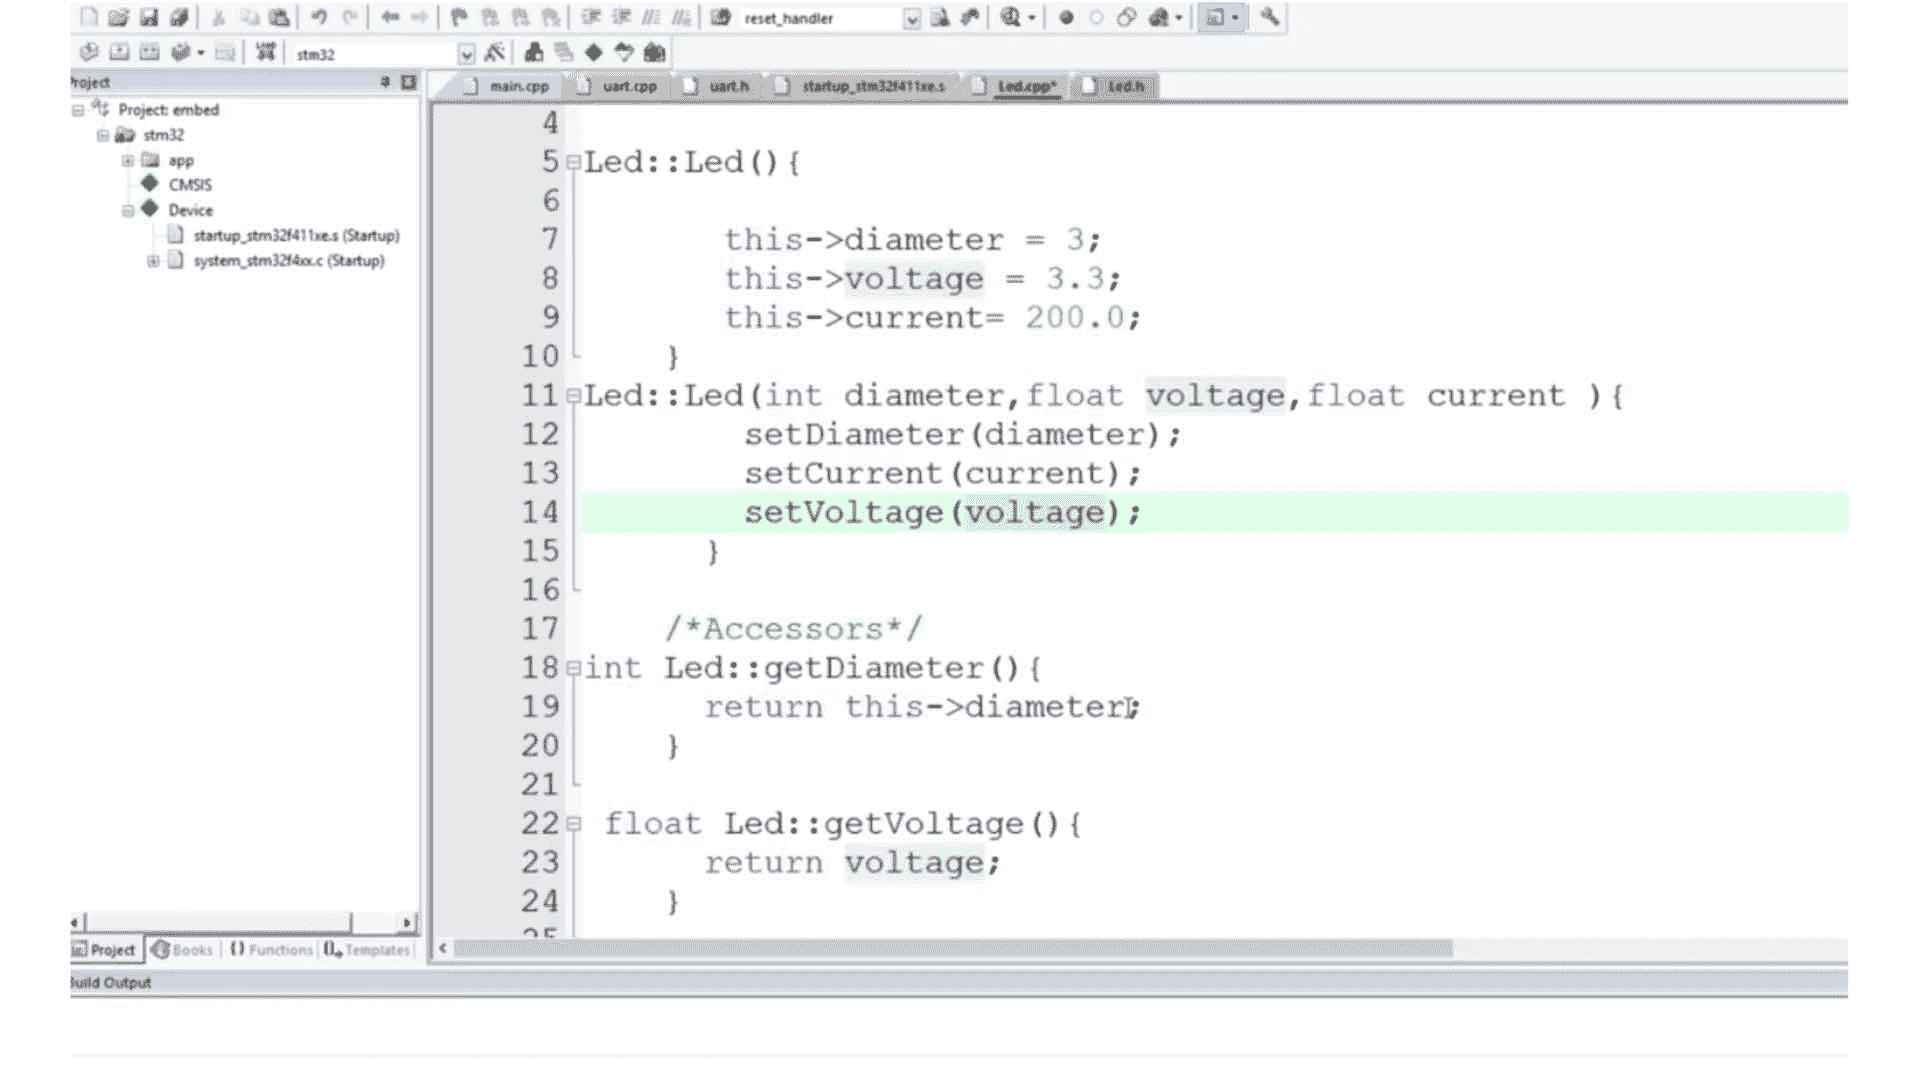 reset_handler
stm32
Project
main.cpp uart.cpp uart.h startup_stm32f411xe.s Led.cpp* Led.h
Project: embed
stm32
app
CMSIS
Device
startup_stm32f411xe.s (Startup)
system_stm32f4xx.c (Startup)
4
5 Led::Led(){
6
7 this->diameter = 3;
8 this->voltage = 3.3;
9 this->current= 200.0;
10 }
11 Led::Led(int diameter,float voltage,float current ){
12 setDiameter(diameter);
13 setCurrent(current);
14 setVoltage(voltage);
15 }
16
17 /*Accessors*/
18 int Led::getDiameter(){
19 return this->diameter;
20 }
21
22 float Led::getVoltage(){
23 return voltage;
24 }
25
Project Books {} Functions Templates
Build Output